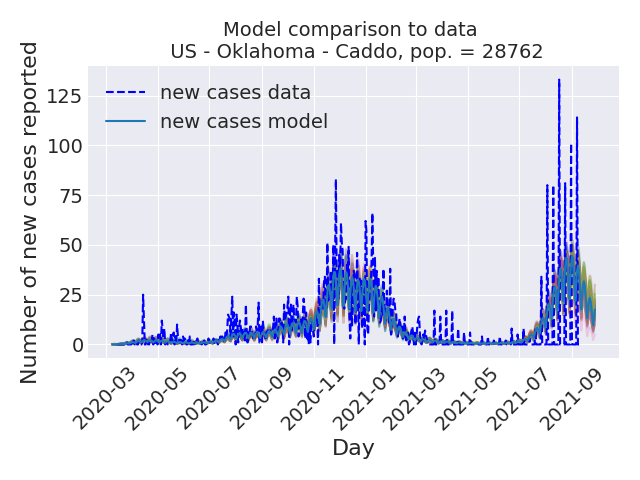 Model comparison to data
US - Oklahoma - Caddo, pop. = 28762
Number of new cases reported
125
100
75
50
25
0
new cases data
new cases model
2020-03
2020-05
2020-07
2020-09
2020-11
2021-01
2021-03
2021-05
2021-07
2021-09
Day